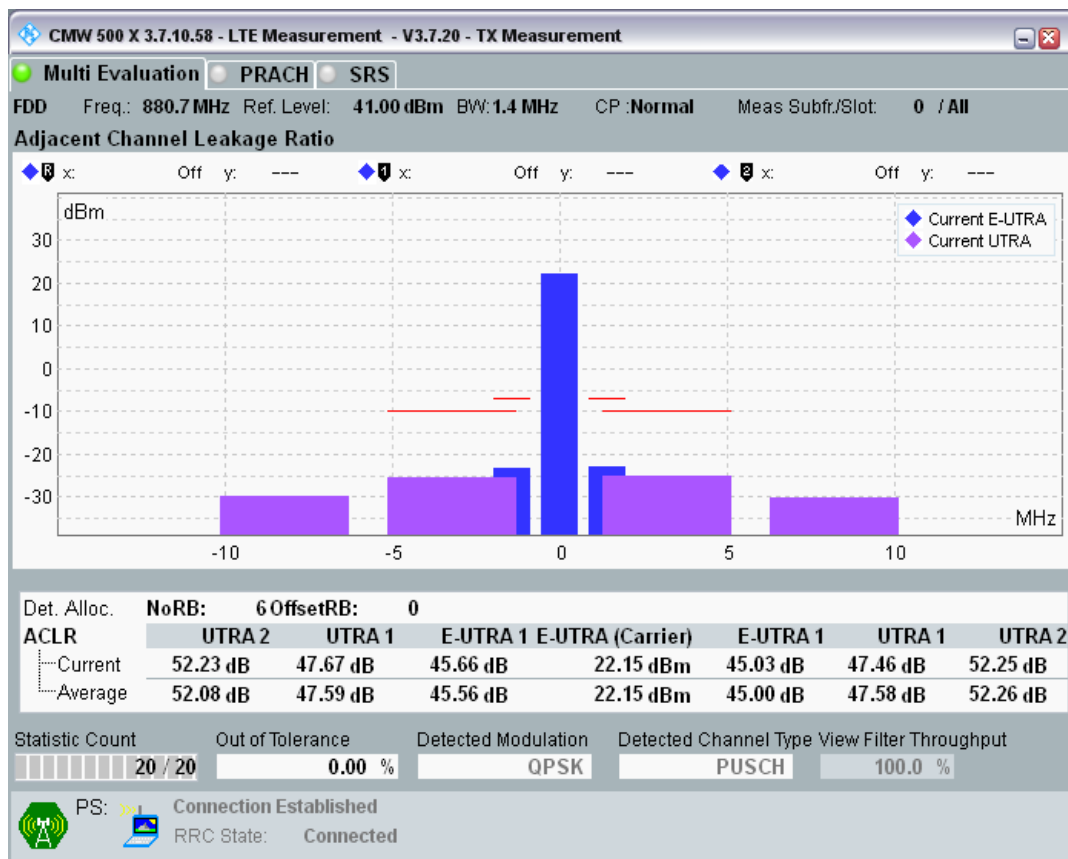 CMW 500 X 3.7.10.58 - LTE Measurement - V3.7.20 - TX Measurement
Multi Evaluation PRACH SRS
FDD Freq.: 880.7 MHz Ref. Level: 41.00 dBm BW: 1.4 MHz CP :Normal Meas Subfr./Slot: 0 / All
Adjacent Channel Leakage Ratio
R x: Off y: --- 1 x: Off y: --- 2 x: Off y: ---
dBm
Current E-UTRA
Current UTRA
30
20
10
0
-10
-20
-30
MHz
-10 -5 0 5 10
Det. Alloc. NoRB: 6 OffsetRB: 0
ACLR UTRA 2 UTRA 1 E-UTRA 1 E-UTRA (Carrier) E-UTRA 1 UTRA 1 UTRA 2
Current 52.23 dB 47.67 dB 45.66 dB 22.15 dBm 45.03 dB 47.46 dB 52.25 dB
Average 52.08 dB 47.59 dB 45.56 dB 22.15 dBm 45.00 dB 47.58 dB 52.26 dB
Statistic Count Out of Tolerance Detected Modulation Detected Channel Type View Filter Throughput
20 / 20 0.00 % QPSK PUSCH 100.0 %
PS: Connection Established
RRC State: Connected